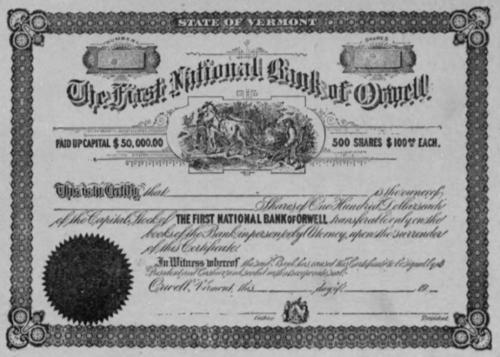 STATE OF VERMONT
NUMBER
SHARES
The First National Bank of Orwell
PAID UP CAPITAL $50,000.00
500 SHARES $100.00 EACH.
This is to Certify that is the owner of
Shares of One Hundred Dollars each
of the Capital Stock of THE FIRST NATIONAL BANK OF ORWELL transferable only on the
books of the Bank in person or by Attorney, upon the surrender
of this Certificate.
In Witness whereof the said Bank has caused this Certificate to be signed by its
President and Cashier and sealed with its corporate seal
Orwell, Vermont, this day of 19
Cashier
President